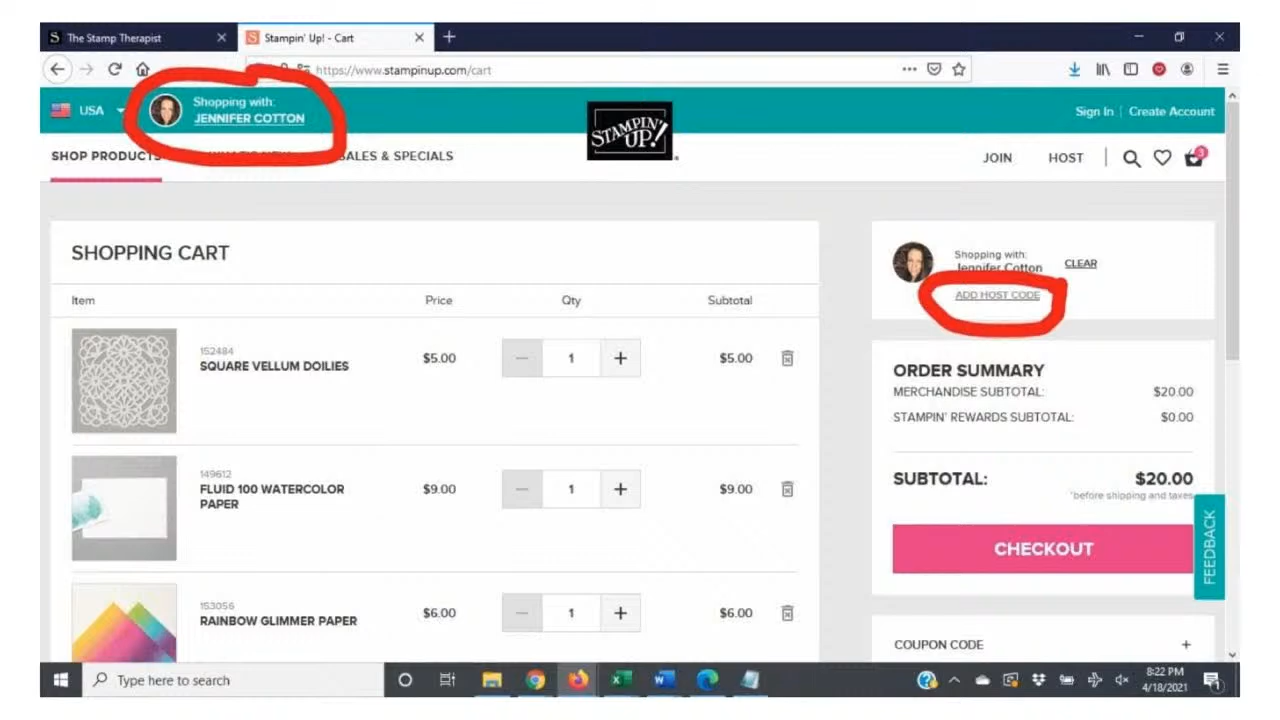 The Stamp Therapist
Stampin' Up! - Cart
https://www.stampinup.com/cart
USA
Shopping with:
JENNIFER COTTON
STAMPIN' UP!
Sign In | Create Account
SHOP PRODUCTS
SALES & SPECIALS
JOIN
HOST
3
SHOPPING CART
Item Price Qty Subtotal
152484
SQUARE VELLUM DOILIES
$5.00 1 $5.00
149612
FLUID 100 WATERCOLOR
PAPER
$9.00 1 $9.00
153056
RAINBOW GLIMMER PAPER
$6.00 1 $6.00
Shopping with:
Jennifer Cotton
CLEAR
ADD HOST CODE
ORDER SUMMARY
MERCHANDISE SUBTOTAL: $20.00
STAMPIN' REWARDS SUBTOTAL: $0.00
SUBTOTAL: $20.00
*before shipping and taxes
CHECKOUT
FEEDBACK
COUPON CODE +
Type here to search
8:22 PM
4/18/2021
1